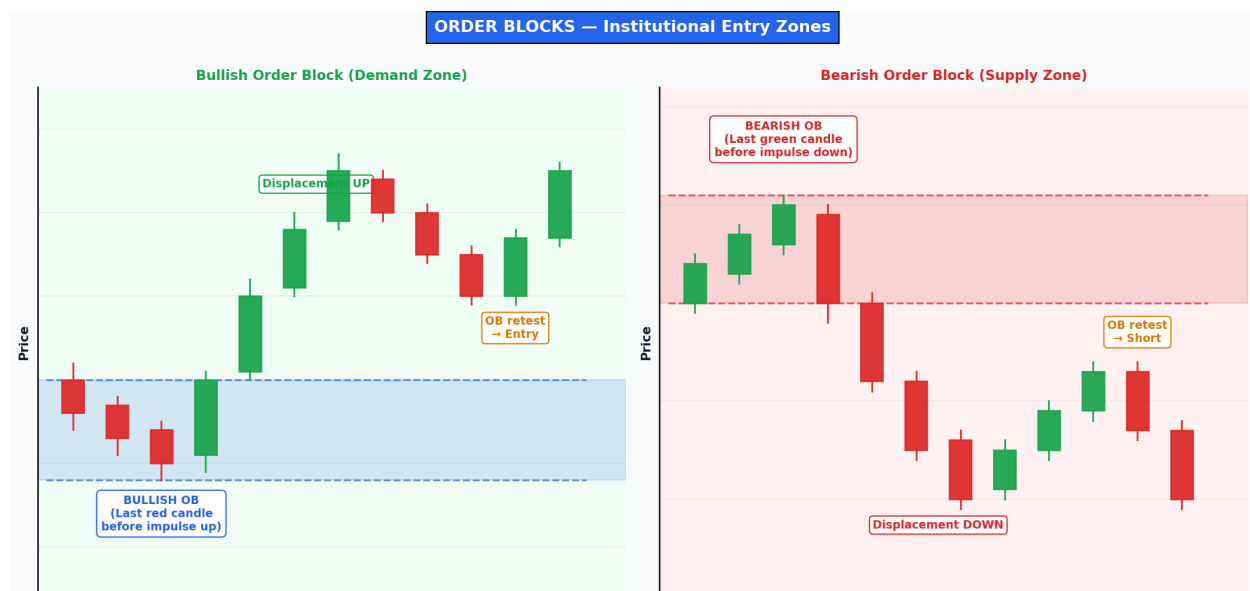 ORDER BLOCKS — Institutional Entry Zones
Bullish Order Block (Demand Zone)
Price
Displacement UP
OB retest
→ Entry
BULLISH OB
(Last red candle
before impulse up)
Bearish Order Block (Supply Zone)
Price
BEARISH OB
(Last green candle
before impulse down)
OB retest
→ Short
Displacement DOWN